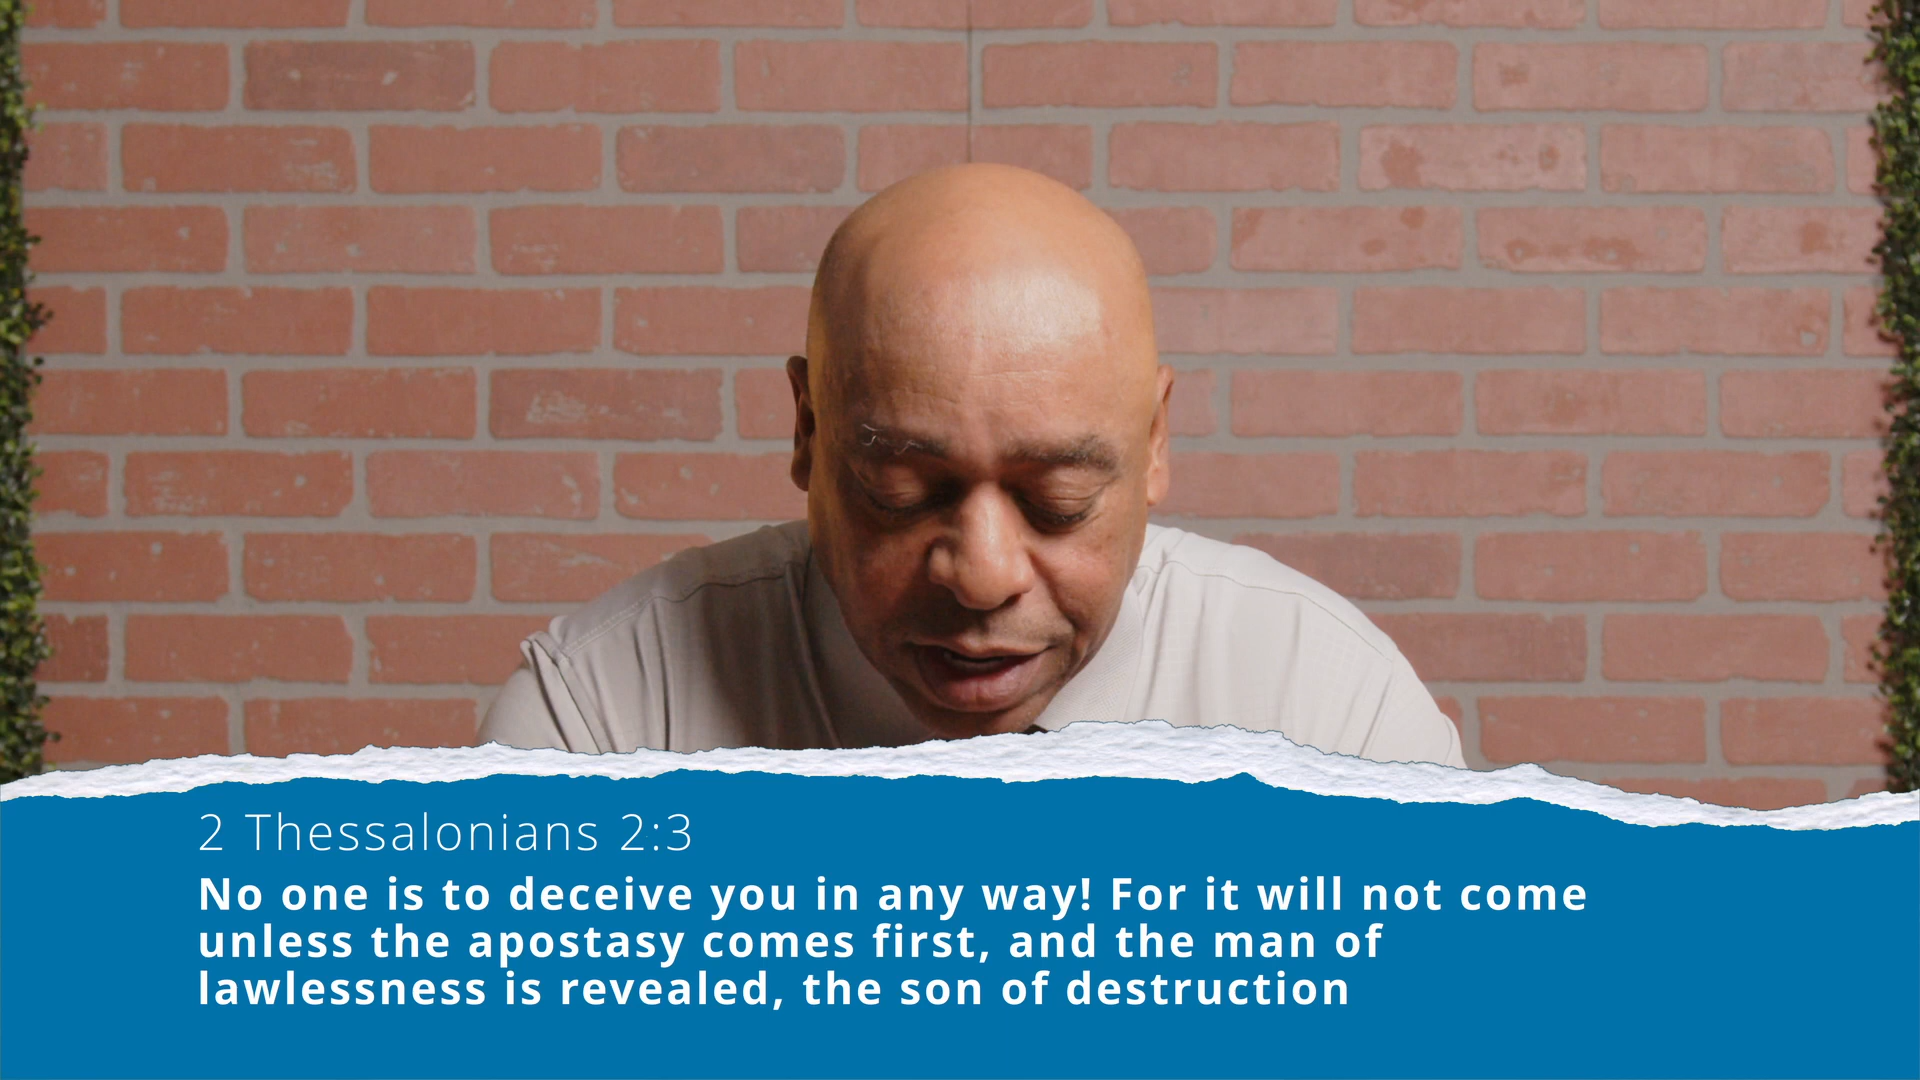 2 Thessalonians 2:3
No one is to deceive you in any way! For it will not come
unless the apostasy comes first, and the man of
lawlessness is revealed, the son of destruction